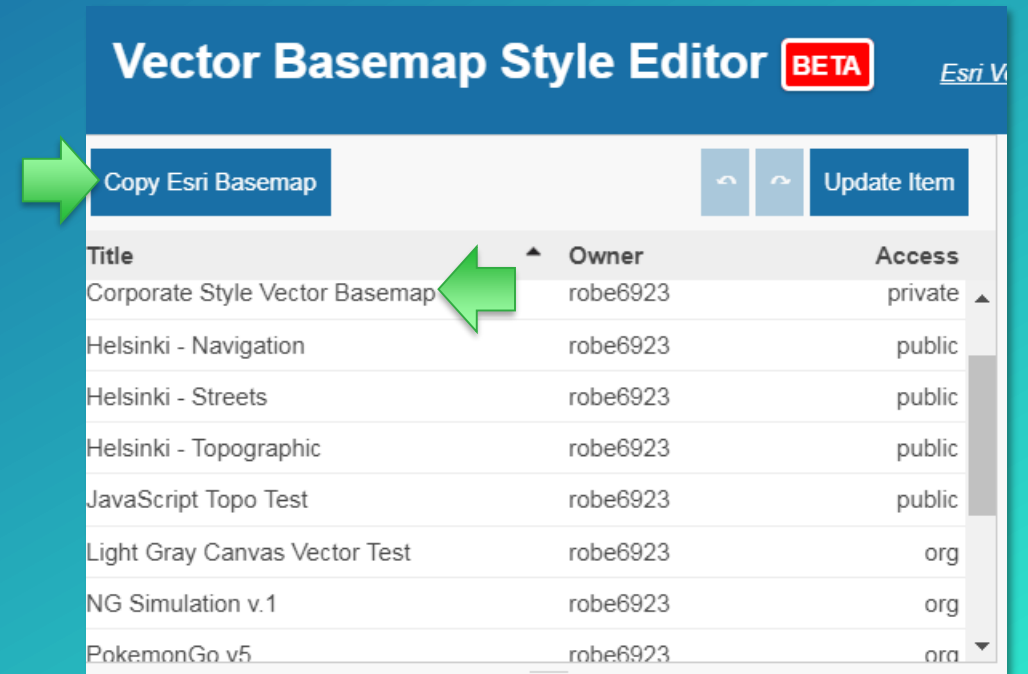 Vector Basemap Style Editor BETA Esri
Copy Esri Basemap Update Item
Title Owner Access
Corporate Style Vector Basemap robe6923 private
Helsinki - Navigation robe6923 public
Helsinki - Streets robe6923 public
Helsinki - Topographic robe6923 public
JavaScript Topo Test robe6923 public
Light Gray Canvas Vector Test robe6923 org
NG Simulation v.1 robe6923 org
PokemonGo v5 robe6923 org